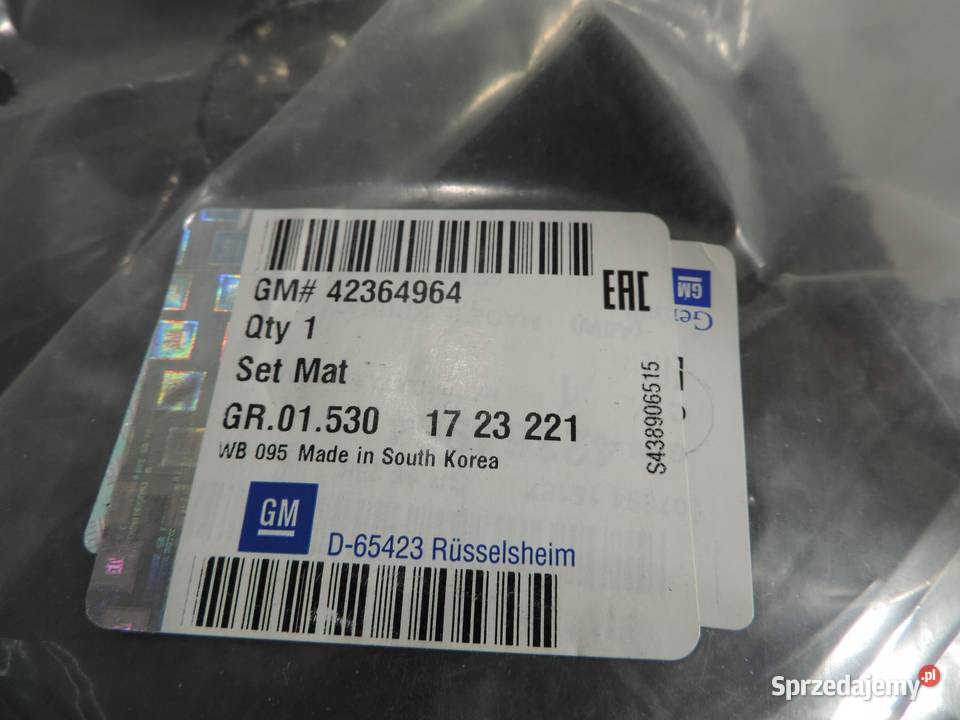 GM# 42364964
EAC
Qty 1
Set Mat
GR.01.530 17 23 221
WB 095 Made in South Korea
S438906515
GM
D-65423 Rüsselsheim
GM
Ge
Sprzedajemy.pl